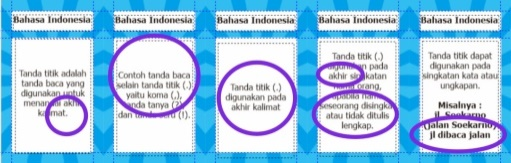 Bahasa Indonesia
Tanda titik adalah
tanda baca yang
digunakan untuk
menandai akhir
kalimat.
Bahasa Indonesia
Contoh tanda baca
selain tanda titik (.)
yaitu koma (,),
tanda tanya (?)
dan tanda seru (!).
Bahasa Indonesia
Tanda titik (.)
digunakan pada
akhir kalimat
Bahasa Indonesia
Tanda titik (.)
digunakan pada
akhir singkatan
nama orang,
apabila nama
seseorang disingkat
atau tidak ditulis
lengkap.
Bahasa Indonesia
Tanda titik dapat
digunakan pada
singkatan kata atau
ungkapan.
Misalnya :
jl. Soekarno
(Jalan Soekarno)
jl dibaca jalan